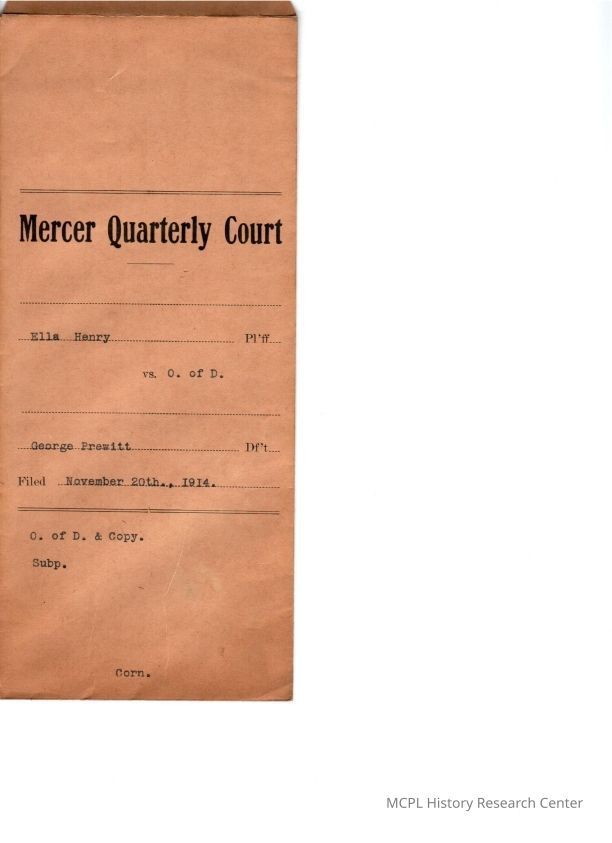 Mercer Quarterly Court
Ella Henry Pl'ff
vs. O. of D.
George Prewitt Df't
Filed November 20th., 1914.
O. of D. & Copy.
Subp.
Corn.
MCPL History Research Center